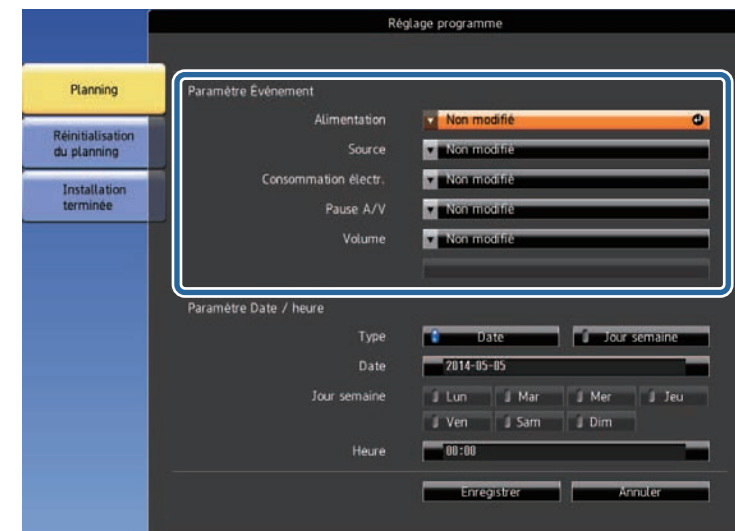 Réglage programme
Planning
Réinitialisation
du planning
Installation
terminée
Paramètre Événement
Alimentation Non modifié
Source Non modifié
Consommation électr. Non modifié
Pause A/V Non modifié
Volume Non modifié
Paramètre Date / heure
Type Date Jour semaine
Date 2014-05-05
Jour semaine Lun Mar Mer Jeu
Ven Sam Dim
Heure 00:00
Enregistrer Annuler